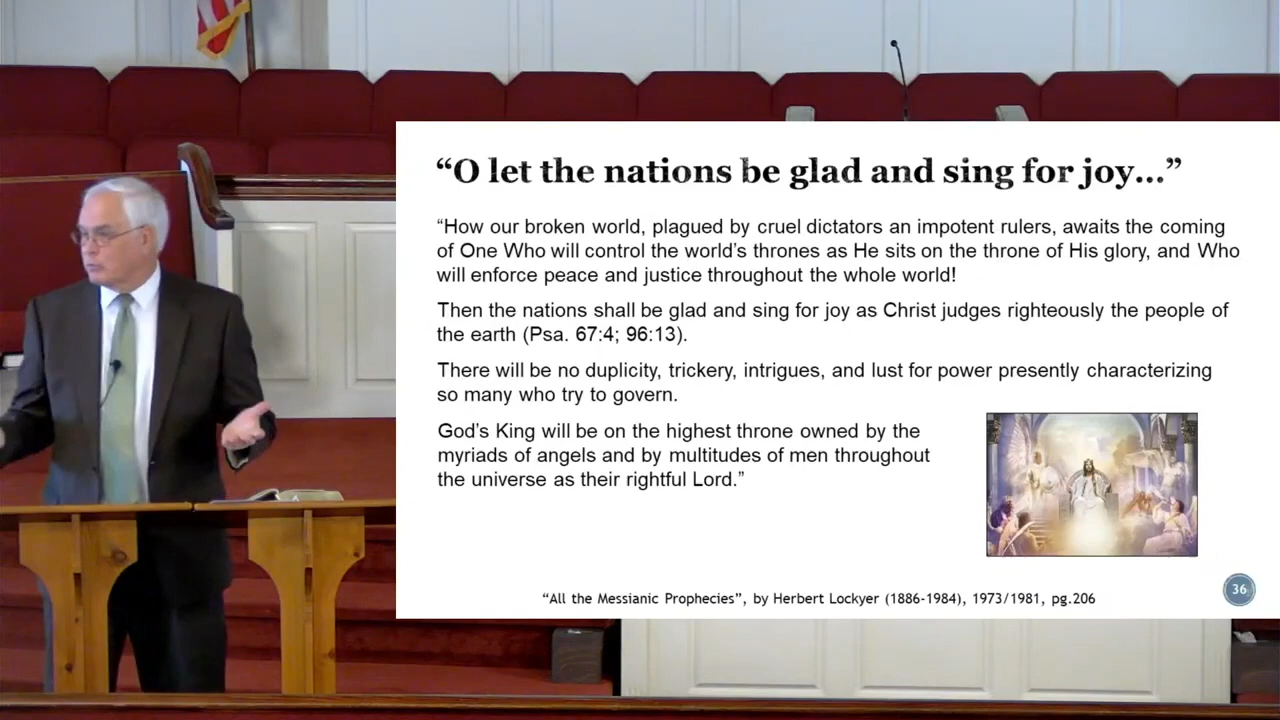 “O let the nations be glad and sing for joy…”
“How our broken world, plagued by cruel dictators an impotent rulers, awaits the coming
of One Who will control the world’s thrones as He sits on the throne of His glory, and Who
will enforce peace and justice throughout the whole world!
Then the nations shall be glad and sing for joy as Christ judges righteously the people of
the earth (Psa. 67:4; 96:13).
There will be no duplicity, trickery, intrigues, and lust for power presently characterizing
so many who try to govern.
God’s King will be on the highest throne owned by the
myriads of angels and by multitudes of men throughout
the universe as their rightful Lord.”
“All the Messianic Prophecies”, by Herbert Lockyer (1886-1984), 1973/1981, pg.206
36